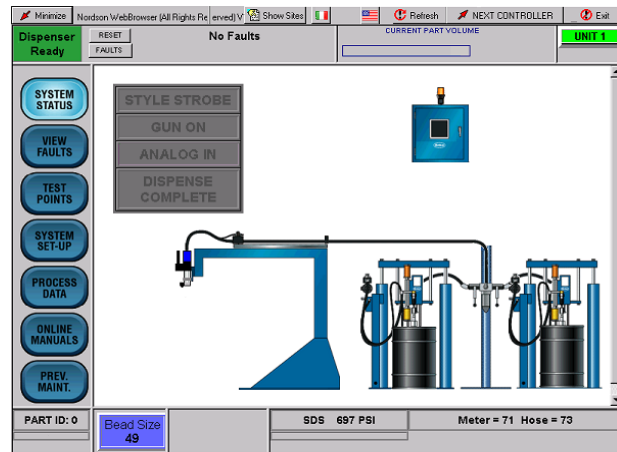 Minimize Nordson WebBrowser (All Rights Re erved) V Show Sites Refresh NEXT CONTROLLER Exit
Dispenser
Ready
RESET
FAULTS
No Faults
CURRENT PART VOLUME
UNIT 1
SYSTEM
STATUS
VIEW
FAULTS
TEST
POINTS
SYSTEM
SET-UP
PROCESS
DATA
ONLINE
MANUALS
PREV.
MAINT.
STYLE STROBE
GUN ON
ANALOG IN
DISPENSE
COMPLETE
PART ID: 0
Bead Size
49
SDS 697 PSI
Meter = 71 Hose = 73